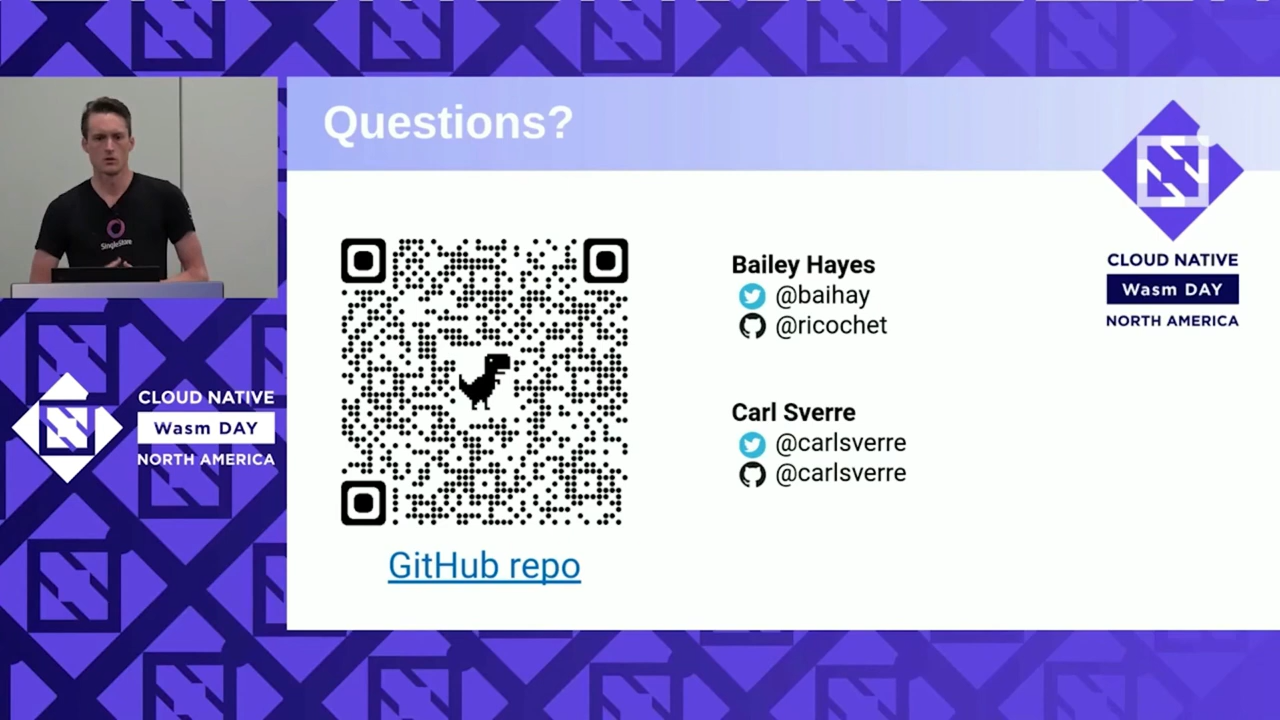 Questions?
SingleStore
Bailey Hayes
@baihay
@ricochet
Carl Sverre
@carlsverre
@carlsverre
GitHub repo
CLOUD NATIVE
Wasm DAY
NORTH AMERICA
CLOUD NATIVE
Wasm DAY
NORTH AMERICA